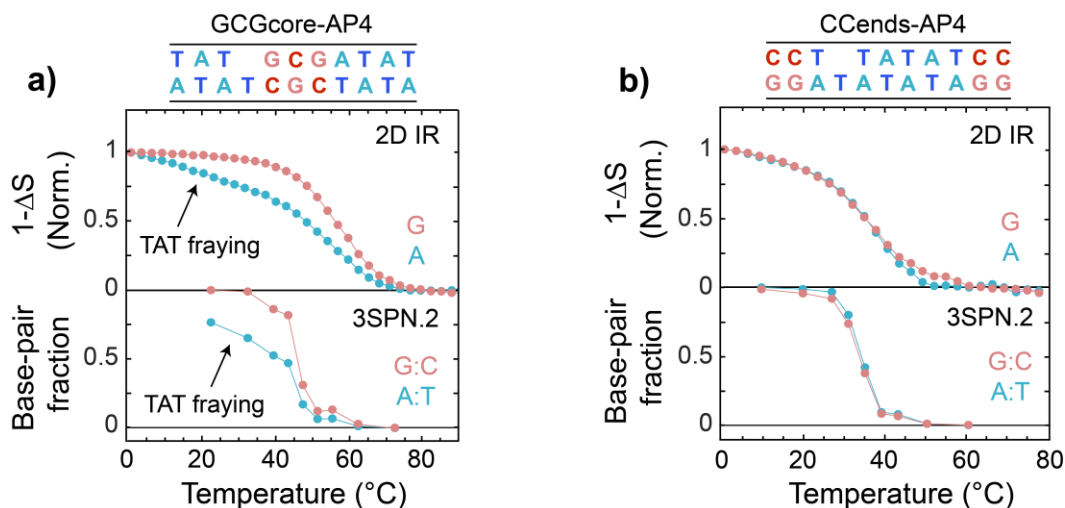 GCGcore-AP4
TAT GCGATAT
ATATCGCTATA
a)
2D IR
1-ΔS
(Norm.)
1
0.5
0
G
A
TAT fraying
3SPN.2
Base-pair
fraction
0.5
0
G:C
A:T
TAT fraying
0 20 40 60 80
Temperature (°C)
CCends-AP4
CCT TATATCC
GGATATATAGG
b)
2D IR
1-ΔS
(Norm.)
1
0.5
0
G
A
3SPN.2
Base-pair
fraction
0.5
0
G:C
A:T
0 20 40 60 80
Temperature (°C)